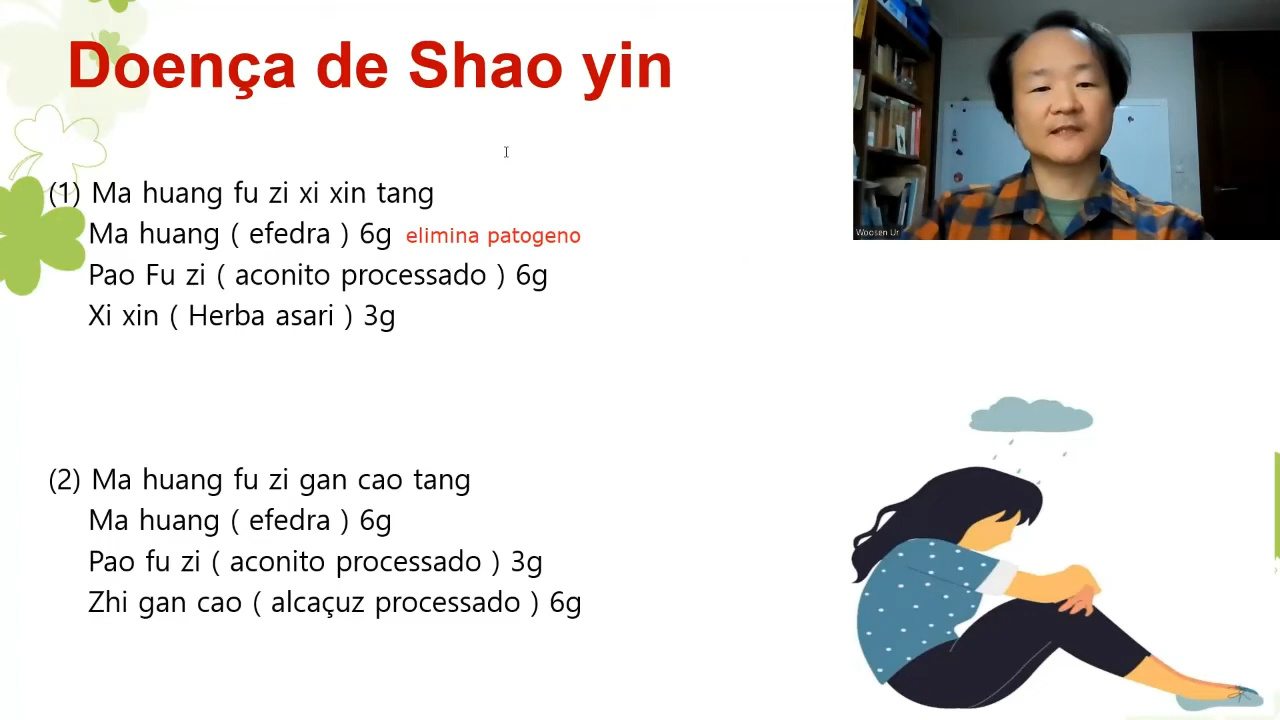 Doença de Shao yin
(1) Ma huang fu zi xi xin tang
Ma huang ( efedra ) 6g elimina patogeno
Pao Fu zi ( aconito processado ) 6g
Xi xin ( Herba asari ) 3g
(2) Ma huang fu zi gan cao tang
Ma huang ( efedra ) 6g
Pao fu zi ( aconito processado ) 3g
Zhi gan cao ( alcaçuz processado ) 6g
Woosen Ur